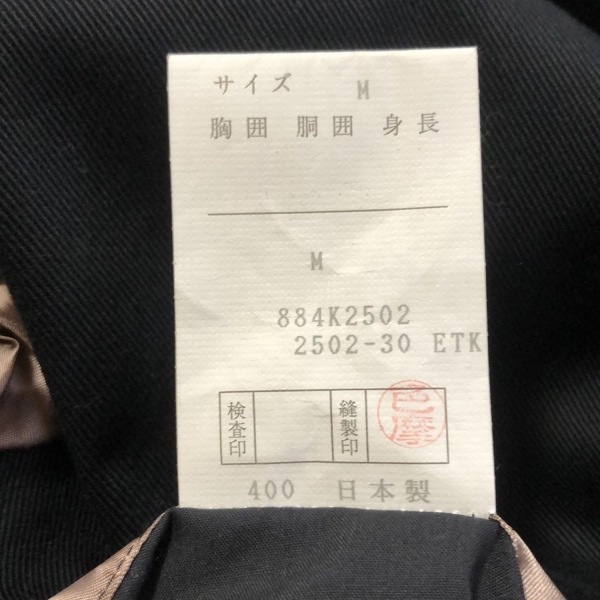 サイズ M
胸囲 胴囲 身長
M
884K2502
2502-30 ETK
検査印 縫製印
400 日本製